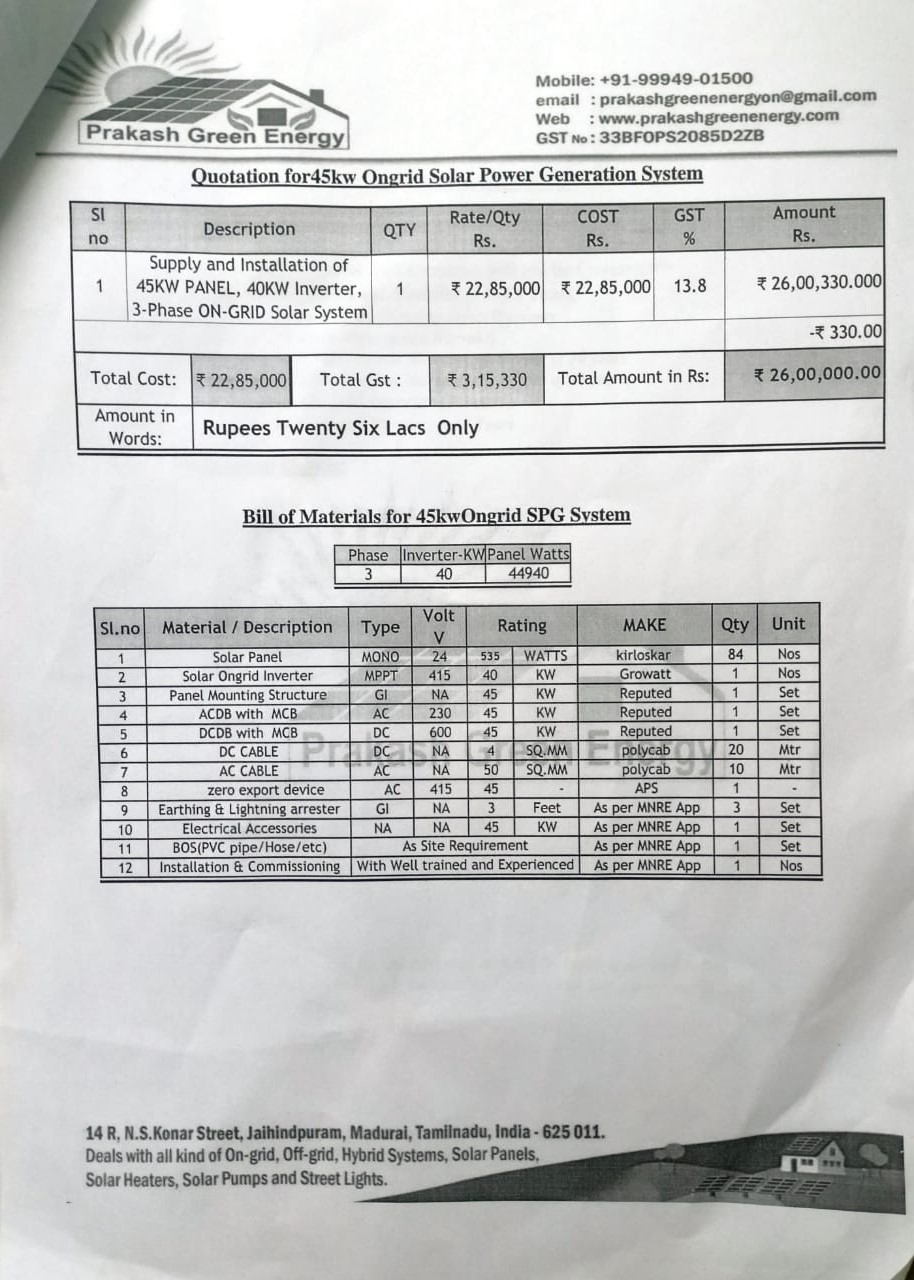 Prakash Green Energy
Mobile: +91-99949-01500
email : prakashgreenenergyon@gmail.com
Web : www.prakashgreenenergy.com
GST No : 33BFOPS2085D2ZB
Quotation for45kw Ongrid Solar Power Generation System
Sl no Description QTY Rate/Qty Rs. COST Rs. GST % Amount Rs.
1 Supply and Installation of 45KW PANEL, 40KW Inverter, 3-Phase ON-GRID Solar System 1 ₹ 22,85,000 ₹ 22,85,000 13.8 ₹ 26,00,330.000
-₹ 330.00
Total Cost: ₹ 22,85,000 Total Gst : ₹ 3,15,330 Total Amount in Rs: ₹ 26,00,000.00
Amount in Words: Rupees Twenty Six Lacs Only
Bill of Materials for 45kwOngrid SPG System
Phase Inverter-KW Panel Watts
3 40 44940
Sl.no Material / Description Type Volt V Rating MAKE Qty Unit
1 Solar Panel MONO 24 535 WATTS kirloskar 84 Nos
2 Solar Ongrid Inverter MPPT 415 40 KW Growatt 1 Nos
3 Panel Mounting Structure GI NA 45 KW Reputed 1 Set
4 ACDB with MCB AC 230 45 KW Reputed 1 Set
5 DCDB with MCB DC 600 45 KW Reputed 1 Set
6 DC CABLE DC NA 4 SQ.MM polycab 20 Mtr
7 AC CABLE AC NA 50 SQ.MM polycab 10 Mtr
8 zero export device AC 415 45 - APS 1 -
9 Earthing & Lightning arrester GI NA 3 Feet As per MNRE App 3 Set
10 Electrical Accessories NA NA 45 KW As per MNRE App 1 Set
11 BOS(PVC pipe/Hose/etc) As Site Requirement As per MNRE App 1 Set
12 Installation & Commissioning With Well trained and Experienced As per MNRE App 1 Nos
Prakash Green Energy
14 R, N.S.Konar Street, Jaihindpuram, Madurai, Tamilnadu, India - 625 011.
Deals with all kind of On-grid, Off-grid, Hybrid Systems, Solar Panels,
Solar Heaters, Solar Pumps and Street Lights.